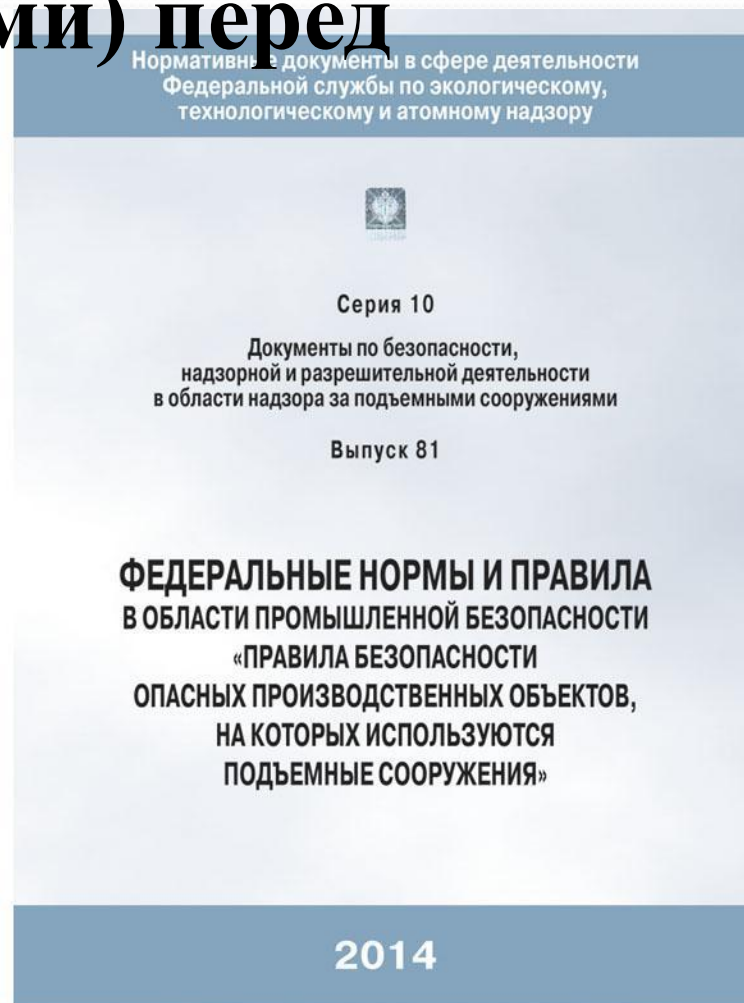 ми) перед
Нормативные документы в сфере деятельности
Федеральной службы по экологическому,
технологическому и атомному надзору
Серия 10
Документы по безопасности,
надзорной и разрешительной деятельности
в области надзора за подъемными сооружениями
Выпуск 81
ФЕДЕРАЛЬНЫЕ НОРМЫ И ПРАВИЛА
В ОБЛАСТИ ПРОМЫШЛЕННОЙ БЕЗОПАСНОСТИ
«ПРАВИЛА БЕЗОПАСНОСТИ
ОПАСНЫХ ПРОИЗВОДСТВЕННЫХ ОБЪЕКТОВ,
НА КОТОРЫХ ИСПОЛЬЗУЮТСЯ
ПОДЪЕМНЫЕ СООРУЖЕНИЯ»
2014